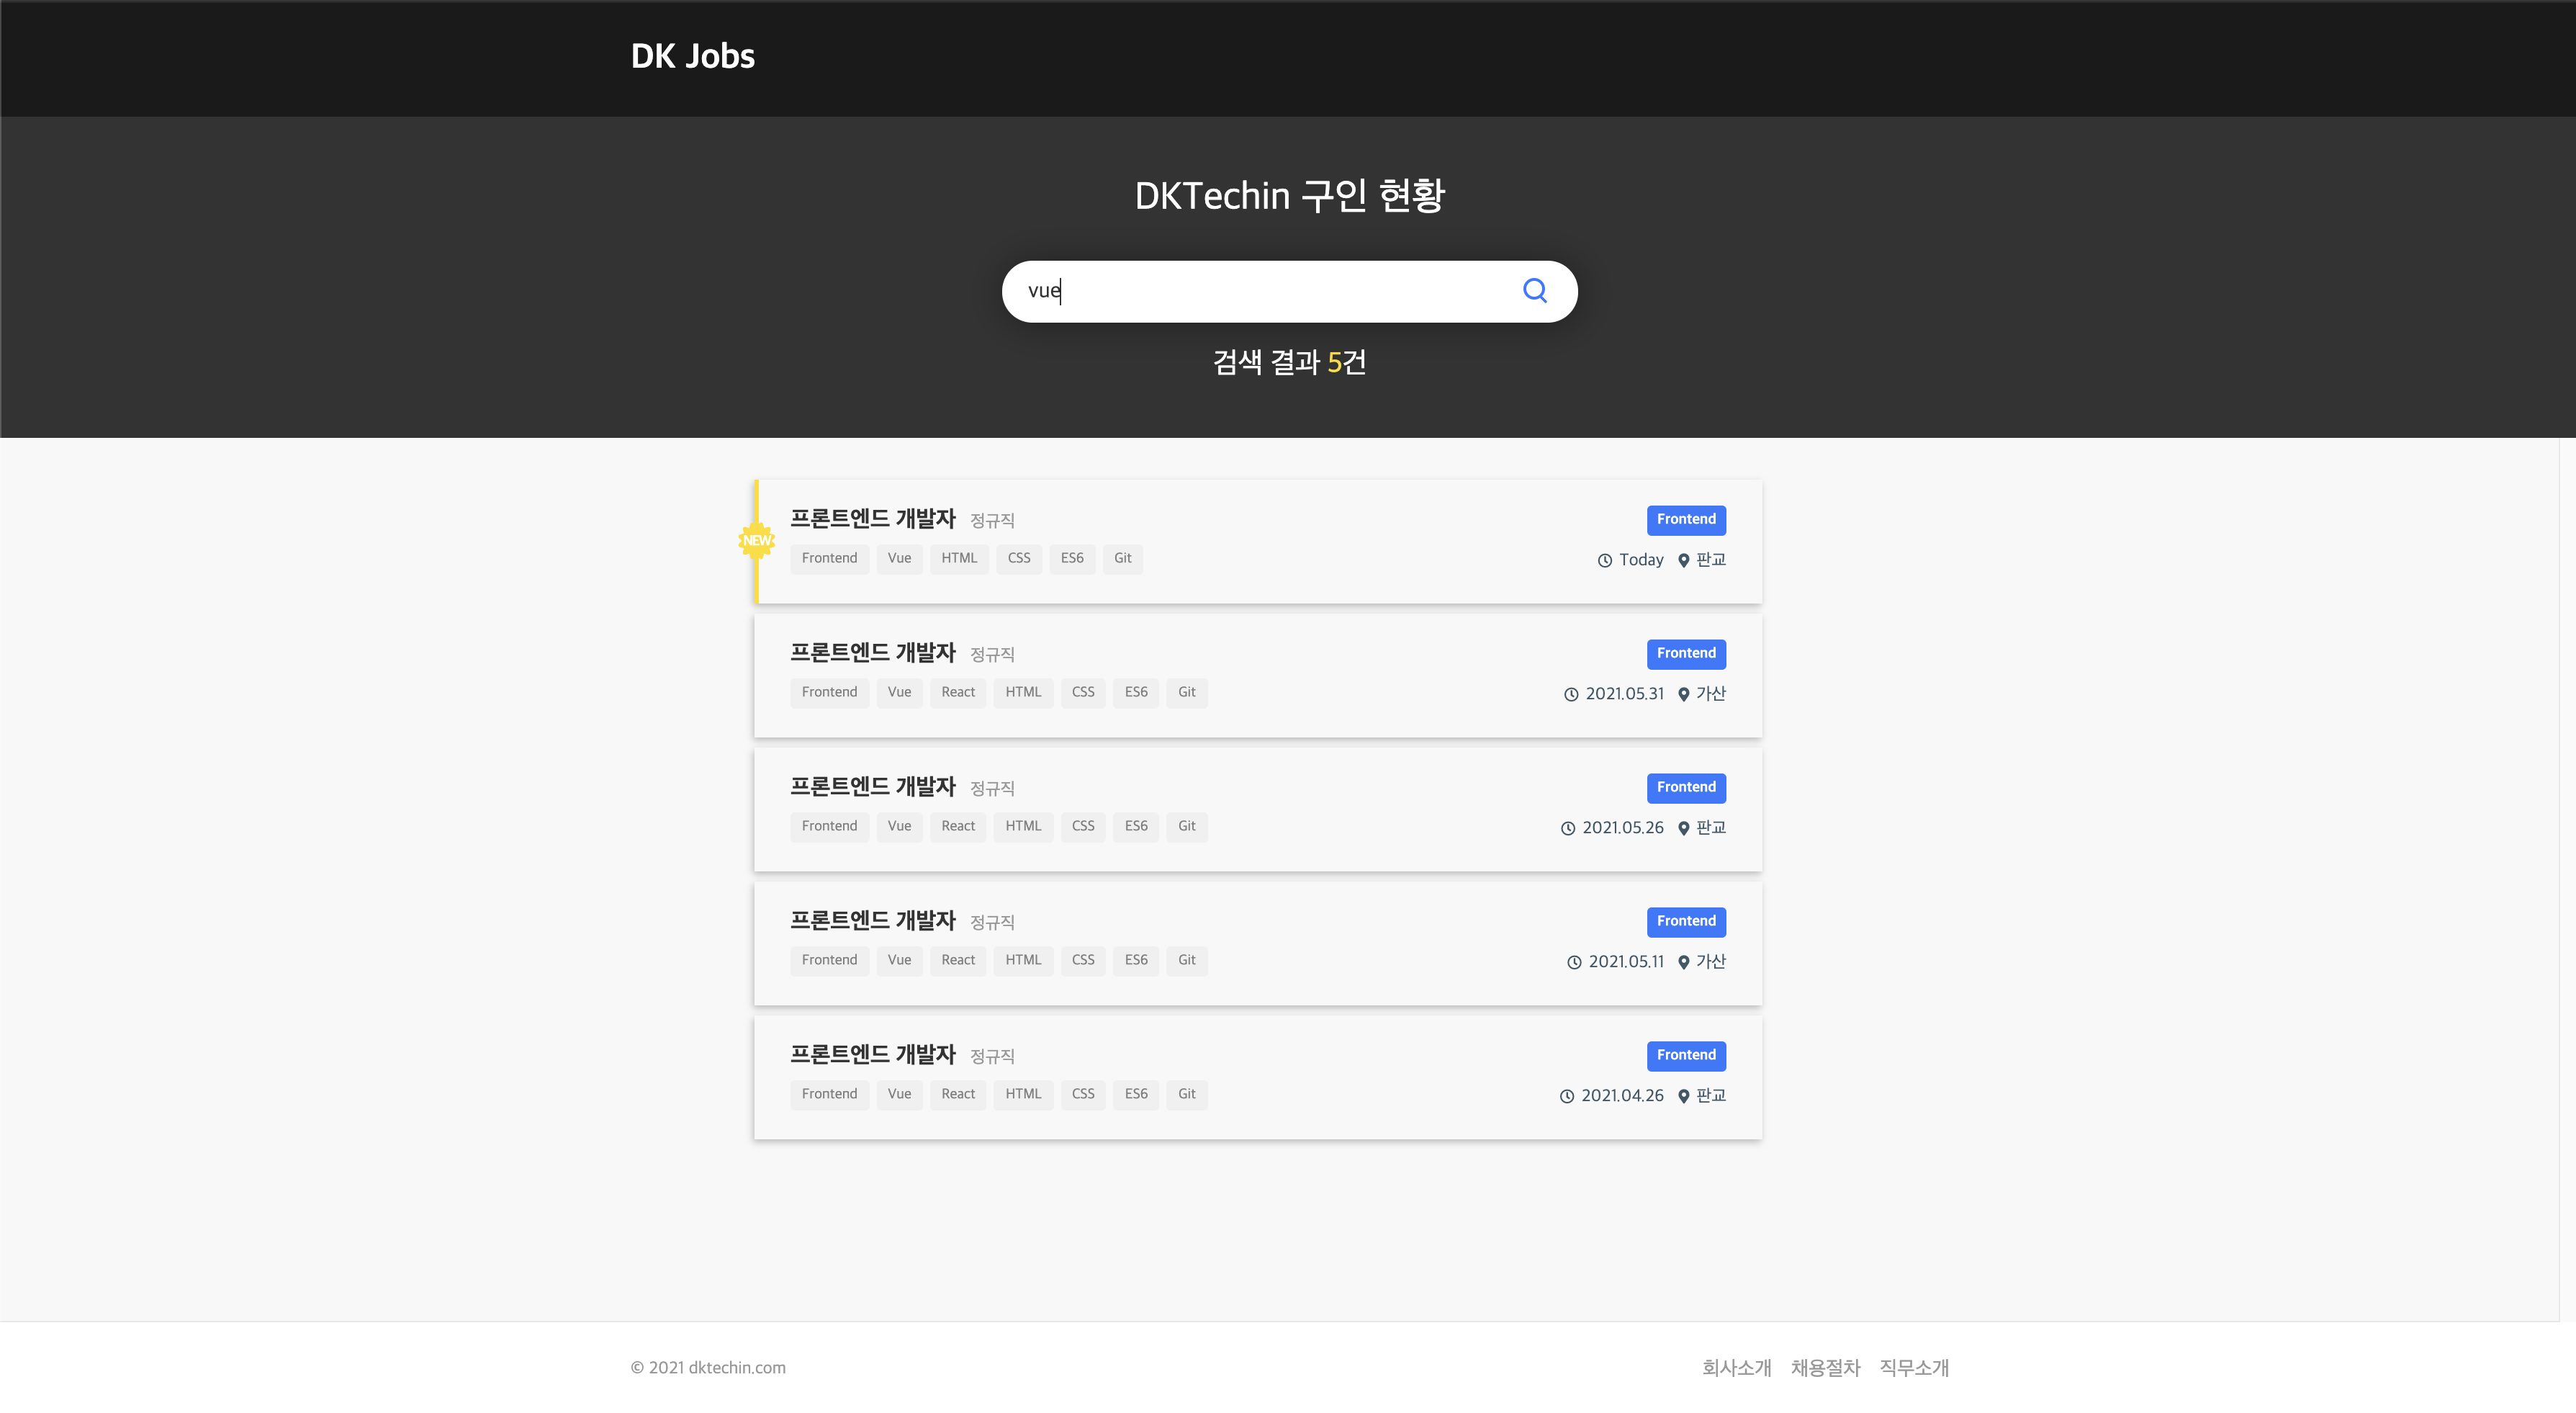 DK Jobs
DKTechin 구인 현황
vue
검색 결과 5건
프론트엔드 개발자 정규직 Frontend
NEW
Frontend Vue HTML CSS ES6 Git Today 판교
프론트엔드 개발자 정규직 Frontend
Frontend Vue React HTML CSS ES6 Git 2021.05.31 가산
프론트엔드 개발자 정규직 Frontend
Frontend Vue React HTML CSS ES6 Git 2021.05.26 판교
프론트엔드 개발자 정규직 Frontend
Frontend Vue React HTML CSS ES6 Git 2021.05.11 가산
프론트엔드 개발자 정규직 Frontend
Frontend Vue React HTML CSS ES6 Git 2021.04.26 판교
© 2021 dktechin.com 회사소개 채용절차 직무소개